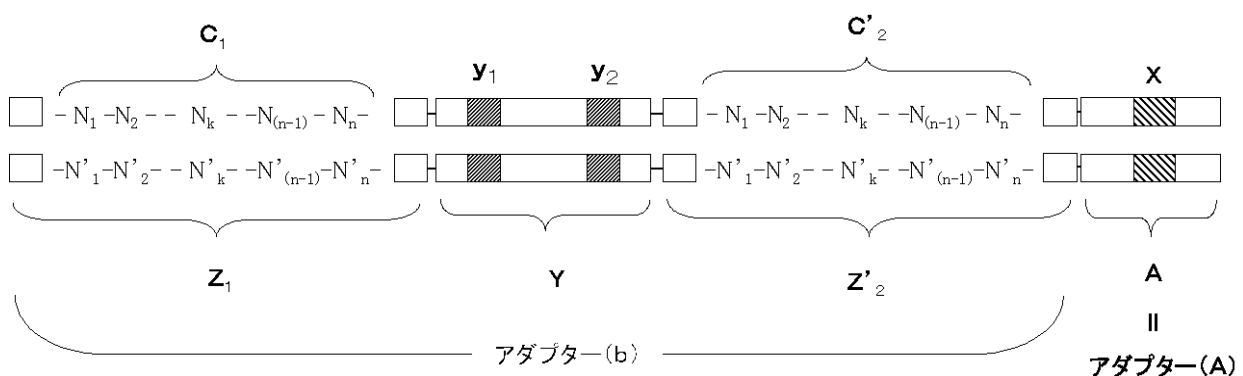 C₁ C'₂
y₁ y₂ X
-N₁-N₂-- Nₖ --N₍ₙ₋₁₎-Nₙ- -N₁-N₂-- Nₖ --N₍ₙ₋₁₎-Nₙ-
-N'₁-N'₂--N'ₖ--N'₍ₙ₋₁₎-N'ₙ- -N'₁-N'₂--N'ₖ--N'₍ₙ₋₁₎-N'ₙ-
Z₁ Y Z'₂ A
॥
アダプター(b) アダプター(A)